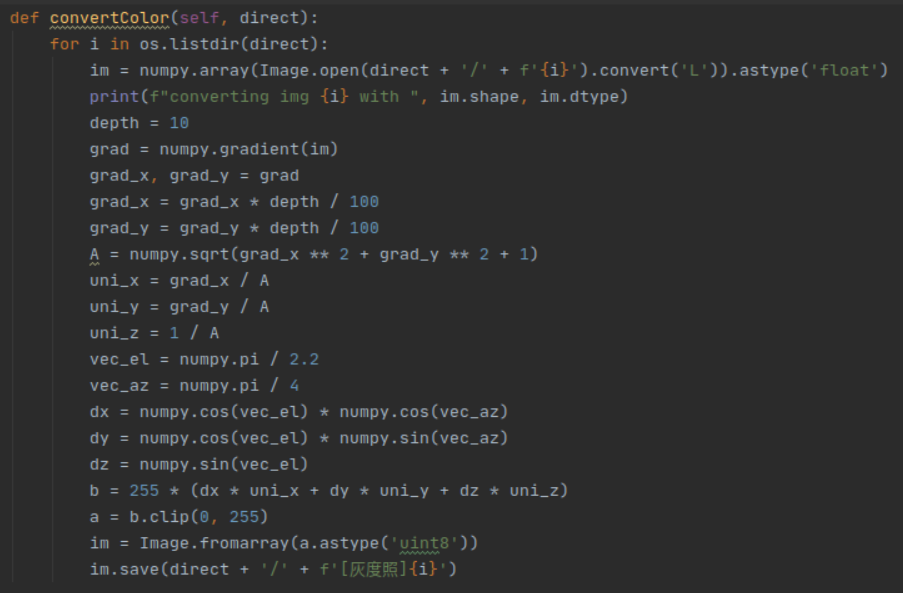 def convertColor(self, direct):
    for i in os.listdir(direct):
        im = numpy.array(Image.open(direct + '/' + f'{i}').convert('L')).astype('float')
        print(f"converting img {i} with ", im.shape, im.dtype)
        depth = 10
        grad = numpy.gradient(im)
        grad_x, grad_y = grad
        grad_x = grad_x * depth / 100
        grad_y = grad_y * depth / 100
        A = numpy.sqrt(grad_x ** 2 + grad_y ** 2 + 1)
        uni_x = grad_x / A
        uni_y = grad_y / A
        uni_z = 1 / A
        vec_el = numpy.pi / 2.2
        vec_az = numpy.pi / 4
        dx = numpy.cos(vec_el) * numpy.cos(vec_az)
        dy = numpy.cos(vec_el) * numpy.sin(vec_az)
        dz = numpy.sin(vec_el)
        b = 255 * (dx * uni_x + dy * uni_y + dz * uni_z)
        a = b.clip(0, 255)
        im = Image.fromarray(a.astype('uint8'))
        im.save(direct + '/' + f'[灰度照]{i}')